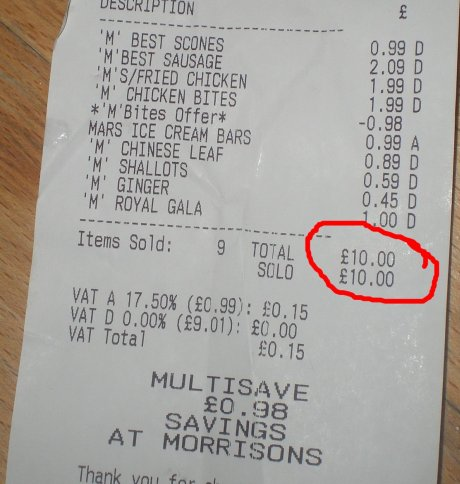 DESCRIPTION £
'M' BEST SCONES 0.99 D
'M'BEST SAUSAGE 2.09 D
'M'S/FRIED CHICKEN 1.99 D
'M' CHICKEN BITES 1.99 D
*'M'Bites Offer* -0.98
MARS ICE CREAM BARS 0.99 A
'M' CHINESE LEAF 0.89 D
'M' SHALLOTS 0.59 D
'M' GINGER 0.45 D
'M' ROYAL GALA 1.00 D
Items Sold: 9 TOTAL £10.00
SOLO £10.00
VAT A 17.50% (£0.99): £0.15
VAT D 0.00% (£9.01): £0.00
VAT Total £0.15
MULTISAVE
£0.98
SAVINGS
AT MORRISONS
Thank you for